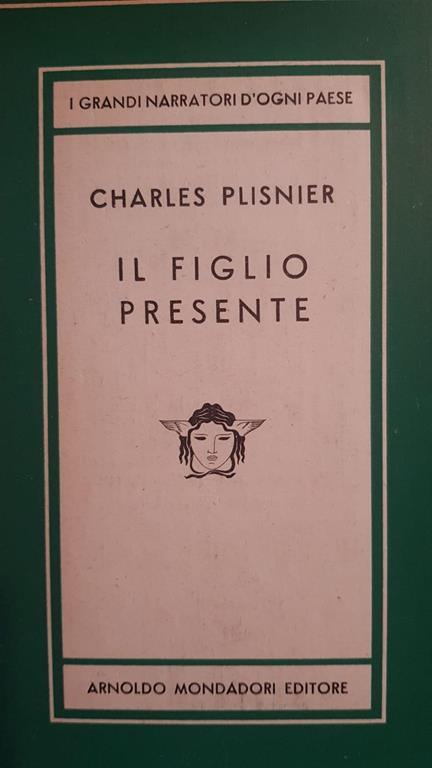 I GRANDI NARRATORI D'OGNI PAESE
CHARLES PLISNIER
IL FIGLIO
PRESENTE
ARNOLDO MONDADORI EDITORE